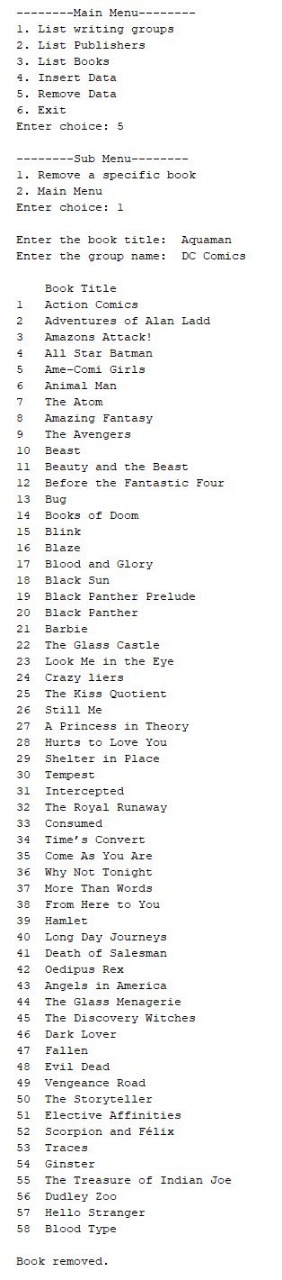 --------Main Menu--------
1. List writing groups
2. List Publishers
3. List Books
4. Insert Data
5. Remove Data
6. Exit
Enter choice: 5
--------Sub Menu--------
1. Remove a specific book
2. Main Menu
Enter choice: 1
Enter the book title:  Aquaman
Enter the group name:  DC Comics
Book Title
1 Action Comics
2 Adventures of Alan Ladd
3 Amazons Attack!
4 All Star Batman
5 Ame-Comi Girls
6 Animal Man
7 The Atom
8 Amazing Fantasy
9 The Avengers
10 Beast
11 Beauty and the Beast
12 Before the Fantastic Four
13 Bug
14 Books of Doom
15 Blink
16 Blaze
17 Blood and Glory
18 Black Sun
19 Black Panther Prelude
20 Black Panther
21 Barbie
22 The Glass Castle
23 Look Me in the Eye
24 Crazy liers
25 The Kiss Quotient
26 Still Me
27 A Princess in Theory
28 Hurts to Love You
29 Shelter in Place
30 Tempest
31 Intercepted
32 The Royal Runaway
33 Consumed
34 Time’s Convert
35 Come As You Are
36 Why Not Tonight
37 More Than Words
38 From Here to You
39 Hamlet
40 Long Day Journeys
41 Death of Salesman
42 Oedipus Rex
43 Angels in America
44 The Glass Menagerie
45 The Discovery Witches
46 Dark Lover
47 Fallen
48 Evil Dead
49 Vengeance Road
50 The Storyteller
51 Elective Affinities
52 Scorpion and Félix
53 Traces
54 Ginster
55 The Treasure of Indian Joe
56 Dudley Zoo
57 Hello Stranger
58 Blood Type
Book removed.